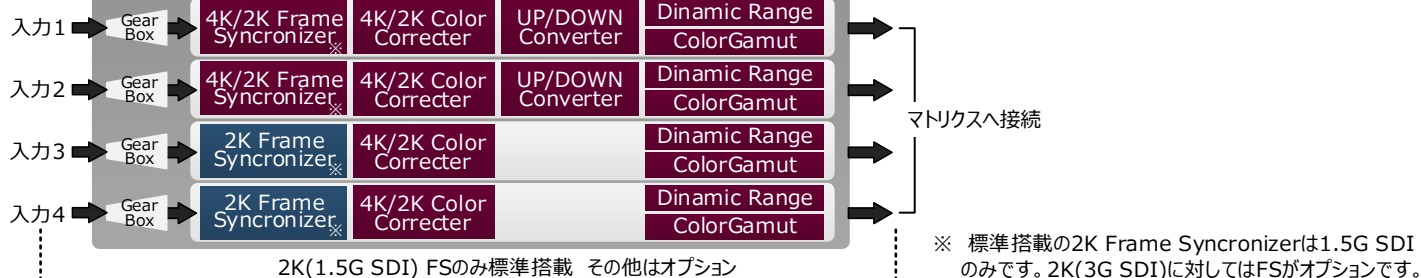 入力1
Gear
Box
4K/2K Frame
Syncronizer※
4K/2K Color
Correcter
UP/DOWN
Converter
Dinamic Range
ColorGamut
入力2
Gear
Box
4K/2K Frame
Syncronizer※
4K/2K Color
Correcter
UP/DOWN
Converter
Dinamic Range
ColorGamut
マトリクスへ接続
入力3
Gear
Box
2K Frame
Syncronizer※
4K/2K Color
Correcter
Dinamic Range
ColorGamut
入力4
Gear
Box
2K Frame
Syncronizer※
4K/2K Color
Correcter
Dinamic Range
ColorGamut
2K(1.5G SDI) FSのみ標準搭載 その他はオプション
※ 標準搭載の2K Frame Syncronizerは1.5G SDI
のみです。2K(3G SDI)に対してはFSがオプションです。